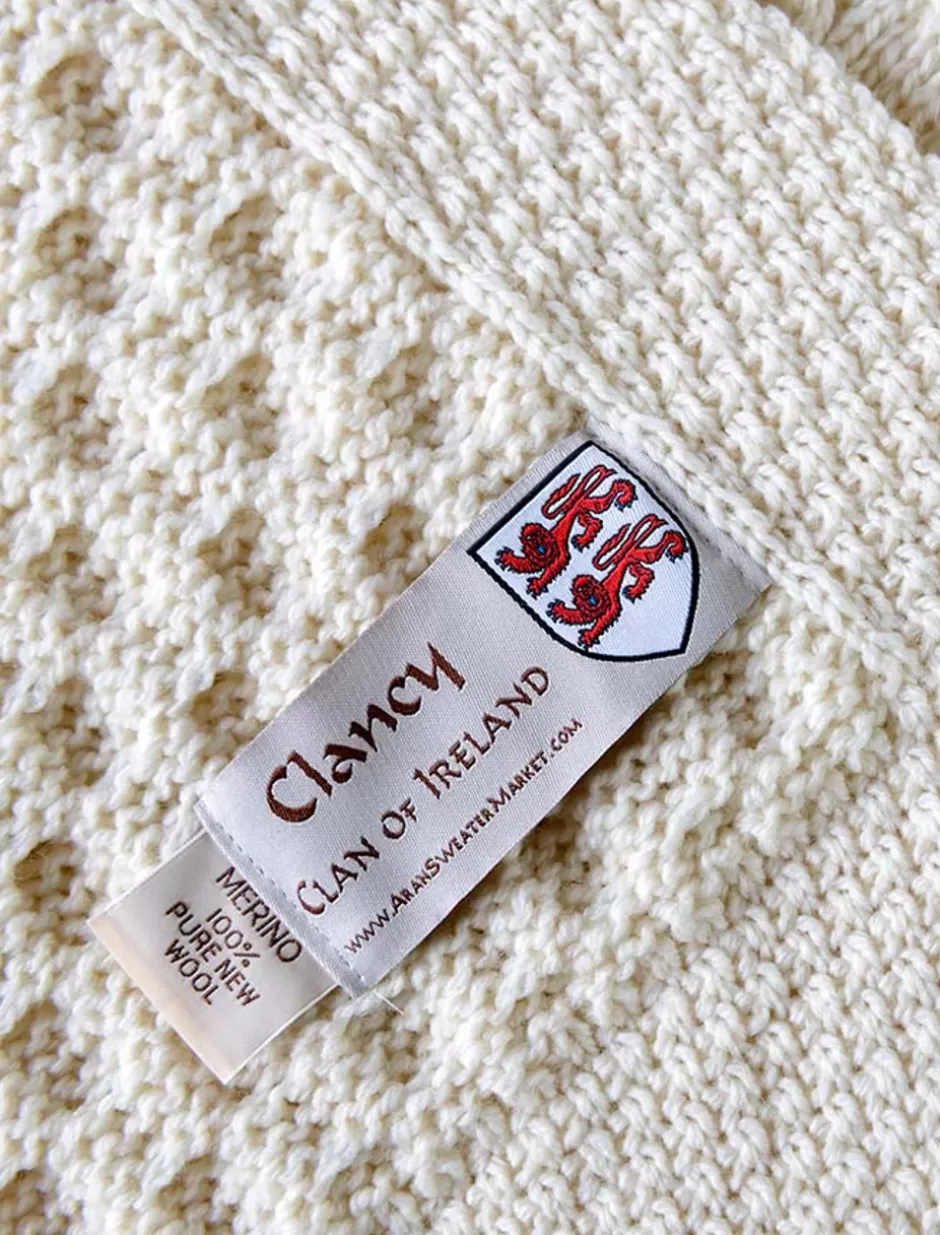 Clancy
CLAN OF IRELAND
WWW.ARANSWEATERMARKET.COM
MERINO
100%
PURE NEW
WOOL